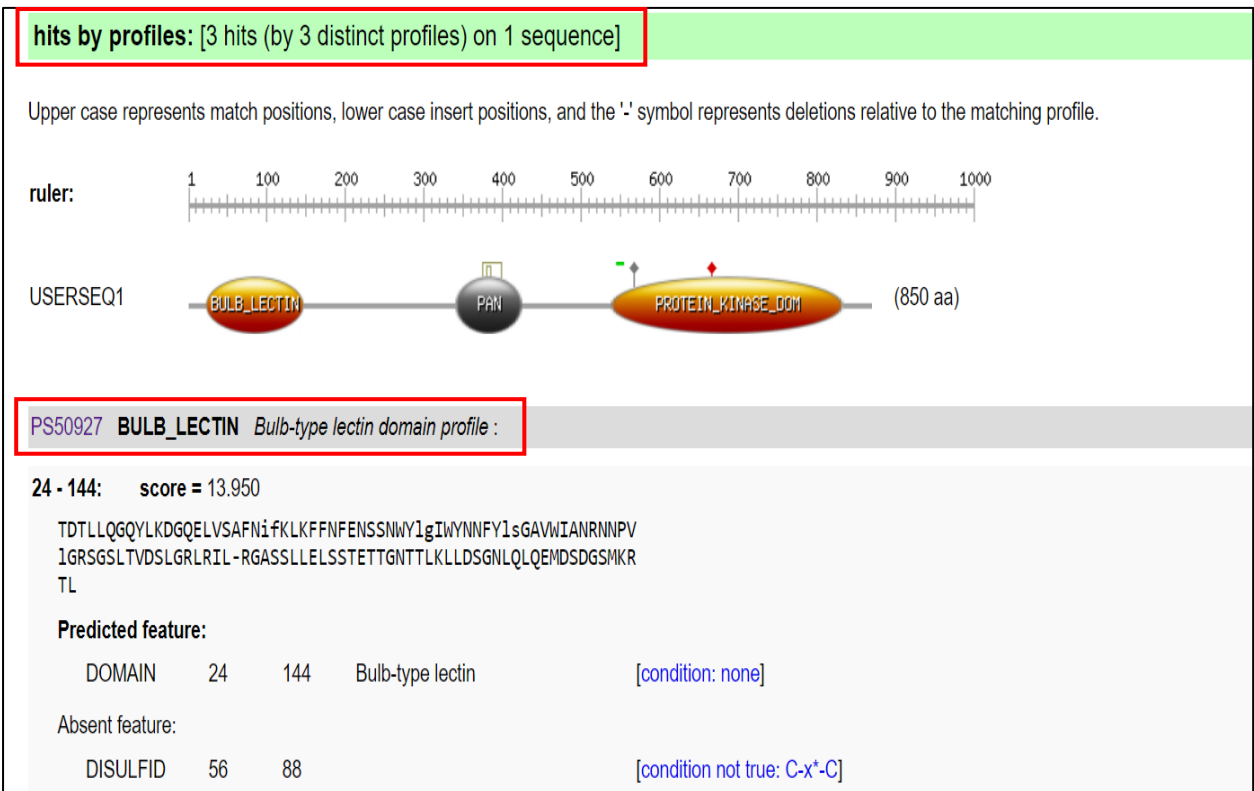 hits by profiles: [3 hits (by 3 distinct profiles) on 1 sequence]
Upper case represents match positions, lower case insert positions, and the '-' symbol represents deletions relative to the matching profile.
1 100 200 300 400 500 600 700 800 900 1000
ruler:
USERSEQ1 BULB_LECTIN PAN PROTEIN_KINASE_DOM (850 aa)
PS50927 BULB_LECTIN Bulb-type lectin domain profile :
24 - 144: score = 13.950
TDTLLQGQYLKDGQELVSAFNifKLKFFNFENSSNWYlgIWYNNFYlsGAVWIANRNNPV
lGRSGSLTVDSLGRLRIL-RGASSLLELSSTETTGNTTLKLLDSGNLQLQEMDSDGSMKR
TL
Predicted feature:
DOMAIN 24 144 Bulb-type lectin [condition: none]
Absent feature:
DISULFID 56 88 [condition not true: C-x*-C]